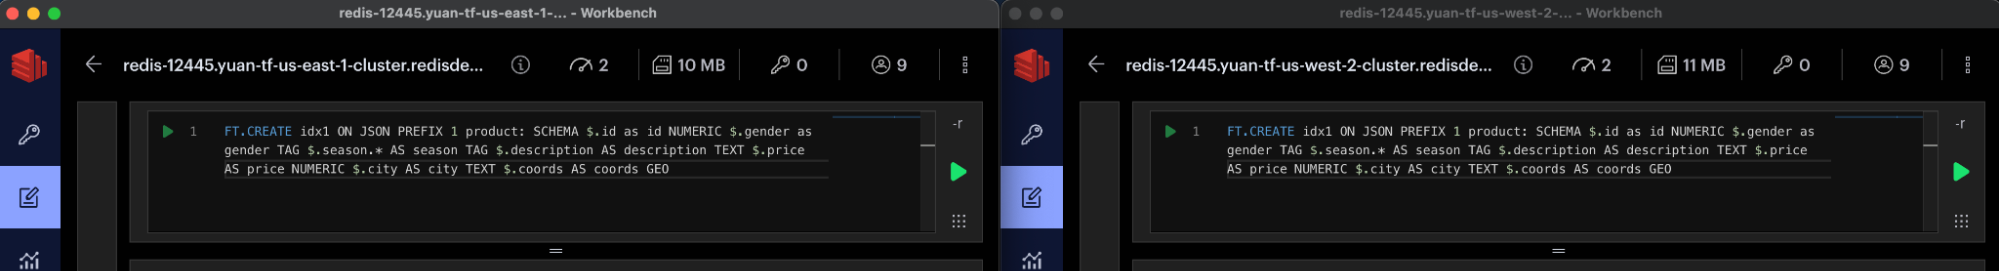 redis-12445.yuan-tf-us-east-1-... - Workbench
redis-12445.yuan-tf-us-east-1-cluster.redisde... 2 10 MB 0 9
1 FT.CREATE idx1 ON JSON PREFIX 1 product: SCHEMA $.id as id NUMERIC $.gender as
gender TAG $.season.* AS season TAG $.description AS description TEXT $.price
AS price NUMERIC $.city AS city TEXT $.coords AS coords GEO
-r
redis-12445.yuan-tf-us-west-2-... - Workbench
redis-12445.yuan-tf-us-west-2-cluster.redisde... 2 11 MB 0 9
1 FT.CREATE idx1 ON JSON PREFIX 1 product: SCHEMA $.id as id NUMERIC $.gender as
gender TAG $.season.* AS season TAG $.description AS description TEXT $.price
AS price NUMERIC $.city AS city TEXT $.coords AS coords GEO
-r